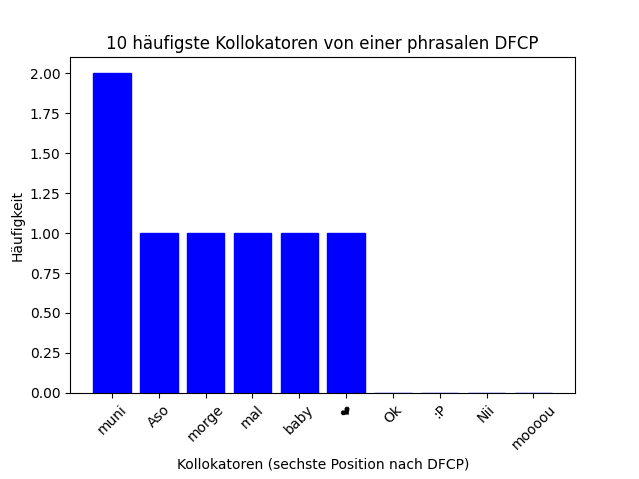 10 häufigste Kollokatoren von einer phrasalen DFCP
Häufigkeit
2.00
1.75
1.50
1.25
1.00
0.75
0.50
0.25
0.00
muni
Aso
morge
mal
baby
Ok
:P
Nii
moooou
Kollokatoren (sechste Position nach DFCP)